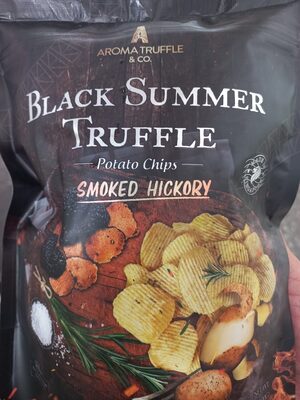 AROMA TRUFFLE
& CO.
BLACK SUMMER
TRUFFLE
Potato Chips
SMOKED HICKORY